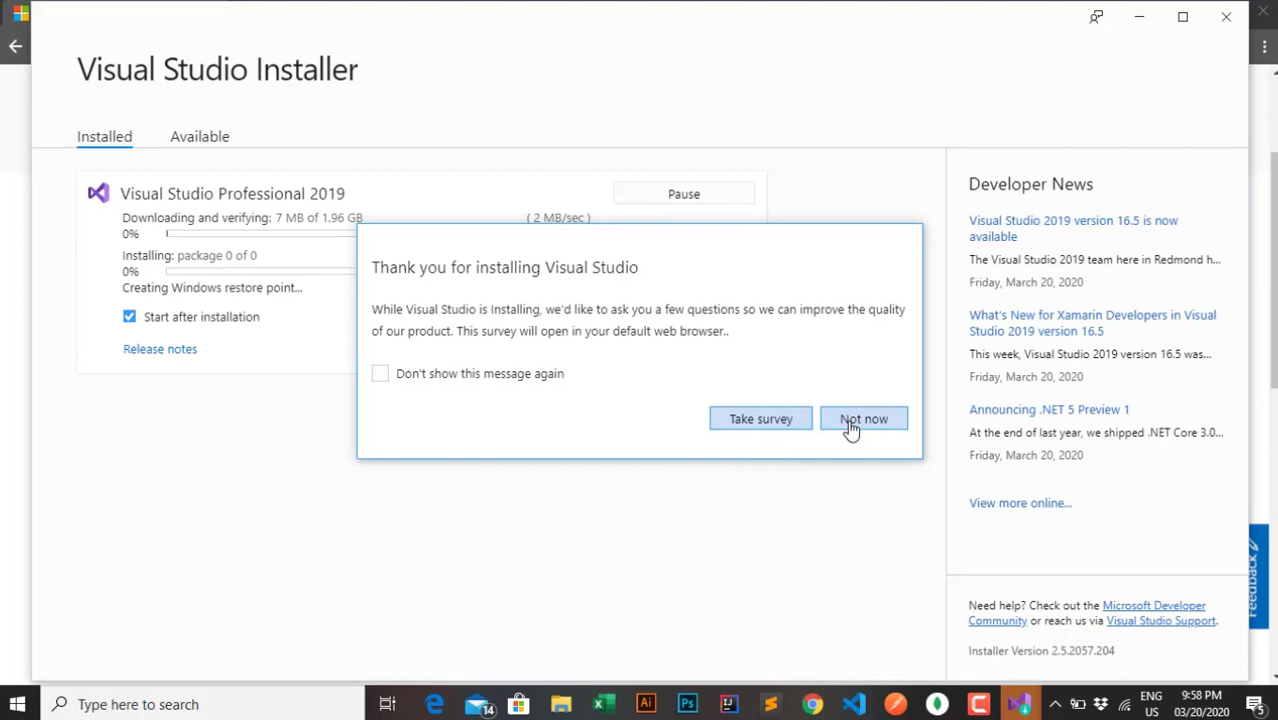 Visual Studio Installer
Installed
Available
Visual Studio Professional 2019
Pause
Downloading and verifying: 7 MB of 1.96 GB
( 2 MB/sec )
0%
Installing: package 0 of 0
0%
Creating Windows restore point...
Start after installation
Release notes
Thank you for installing Visual Studio
While Visual Studio is Installing, we'd like to ask you a few questions so we can improve the quality
of our product. This survey will open in your default web browser..
Don't show this message again
Take survey
Not now
Developer News
Visual Studio 2019 version 16.5 is now
available
The Visual Studio 2019 team here in Redmond h...
Friday, March 20, 2020
What's New for Xamarin Developers in Visual
Studio 2019 version 16.5
This week, Visual Studio 2019 version 16.5 was...
Friday, March 20, 2020
Announcing .NET 5 Preview 1
At the end of last year, we shipped .NET Core 3.0...
Friday, March 20, 2020
View more online...
Need help? Check out the Microsoft Developer
Community or reach us via Visual Studio Support.
Installer Version 2.5.2057.204
Feedback
Type here to search
14
Ai
Ps
ENG
US
9:58 PM
03/20/2020
5